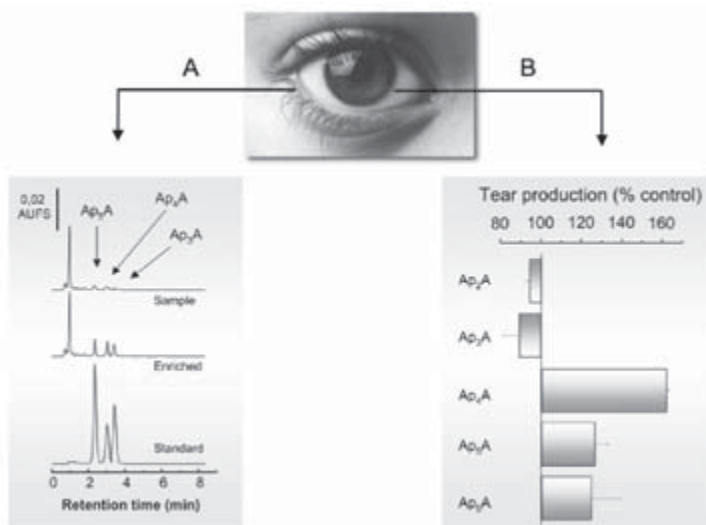 A
B
0,02
AUFS
Ap₅A
Ap₄A
Ap₃A
Sample
Enriched
Standard
0 2 4 6 8
Retention time (min)
Tear production (% control)
80 100 120 140 160
Ap₂A
Ap₃A
Ap₄A
Ap₅A